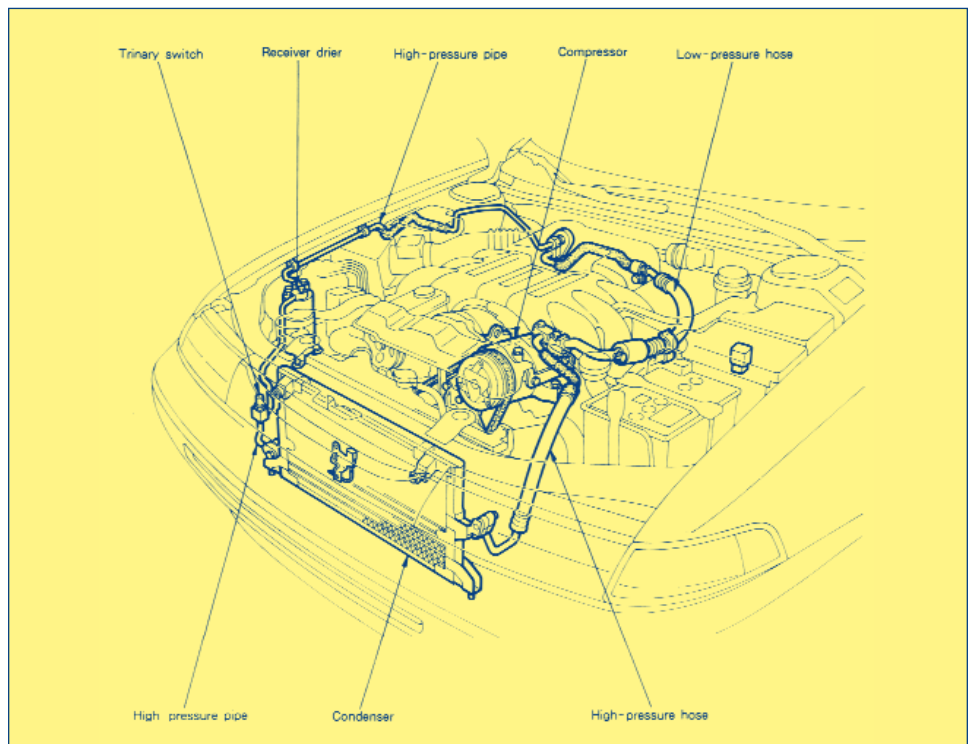 Trinary switch
Receiver drier
High-pressure pipe
Compressor
Low-pressure hose
High pressure pipe
Condenser
High-pressure hose